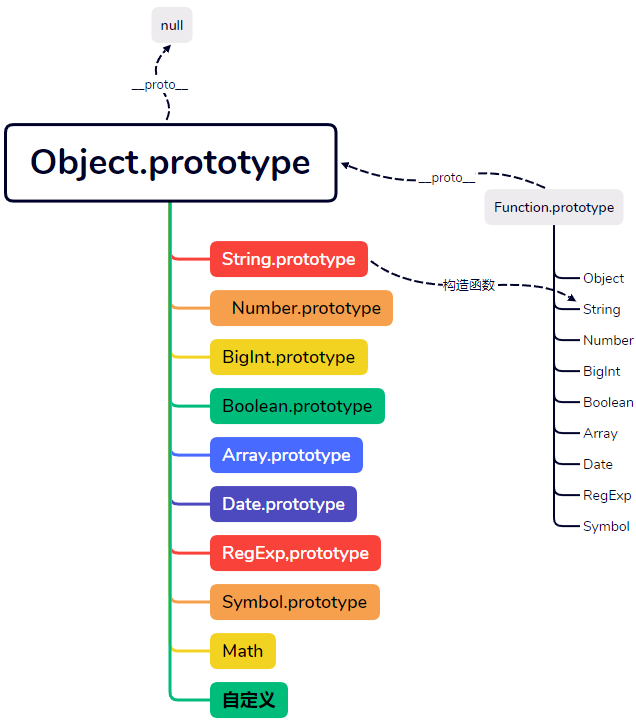 null
__proto__
Object.prototype
__proto__
Function.prototype
String.prototype
Number.prototype
BigInt.prototype
Boolean.prototype
Array.prototype
Date.prototype
RegExp,prototype
Symbol.prototype
Math
自定义
构造函数
Object
String
Number
BigInt
Boolean
Array
Date
RegExp
Symbol